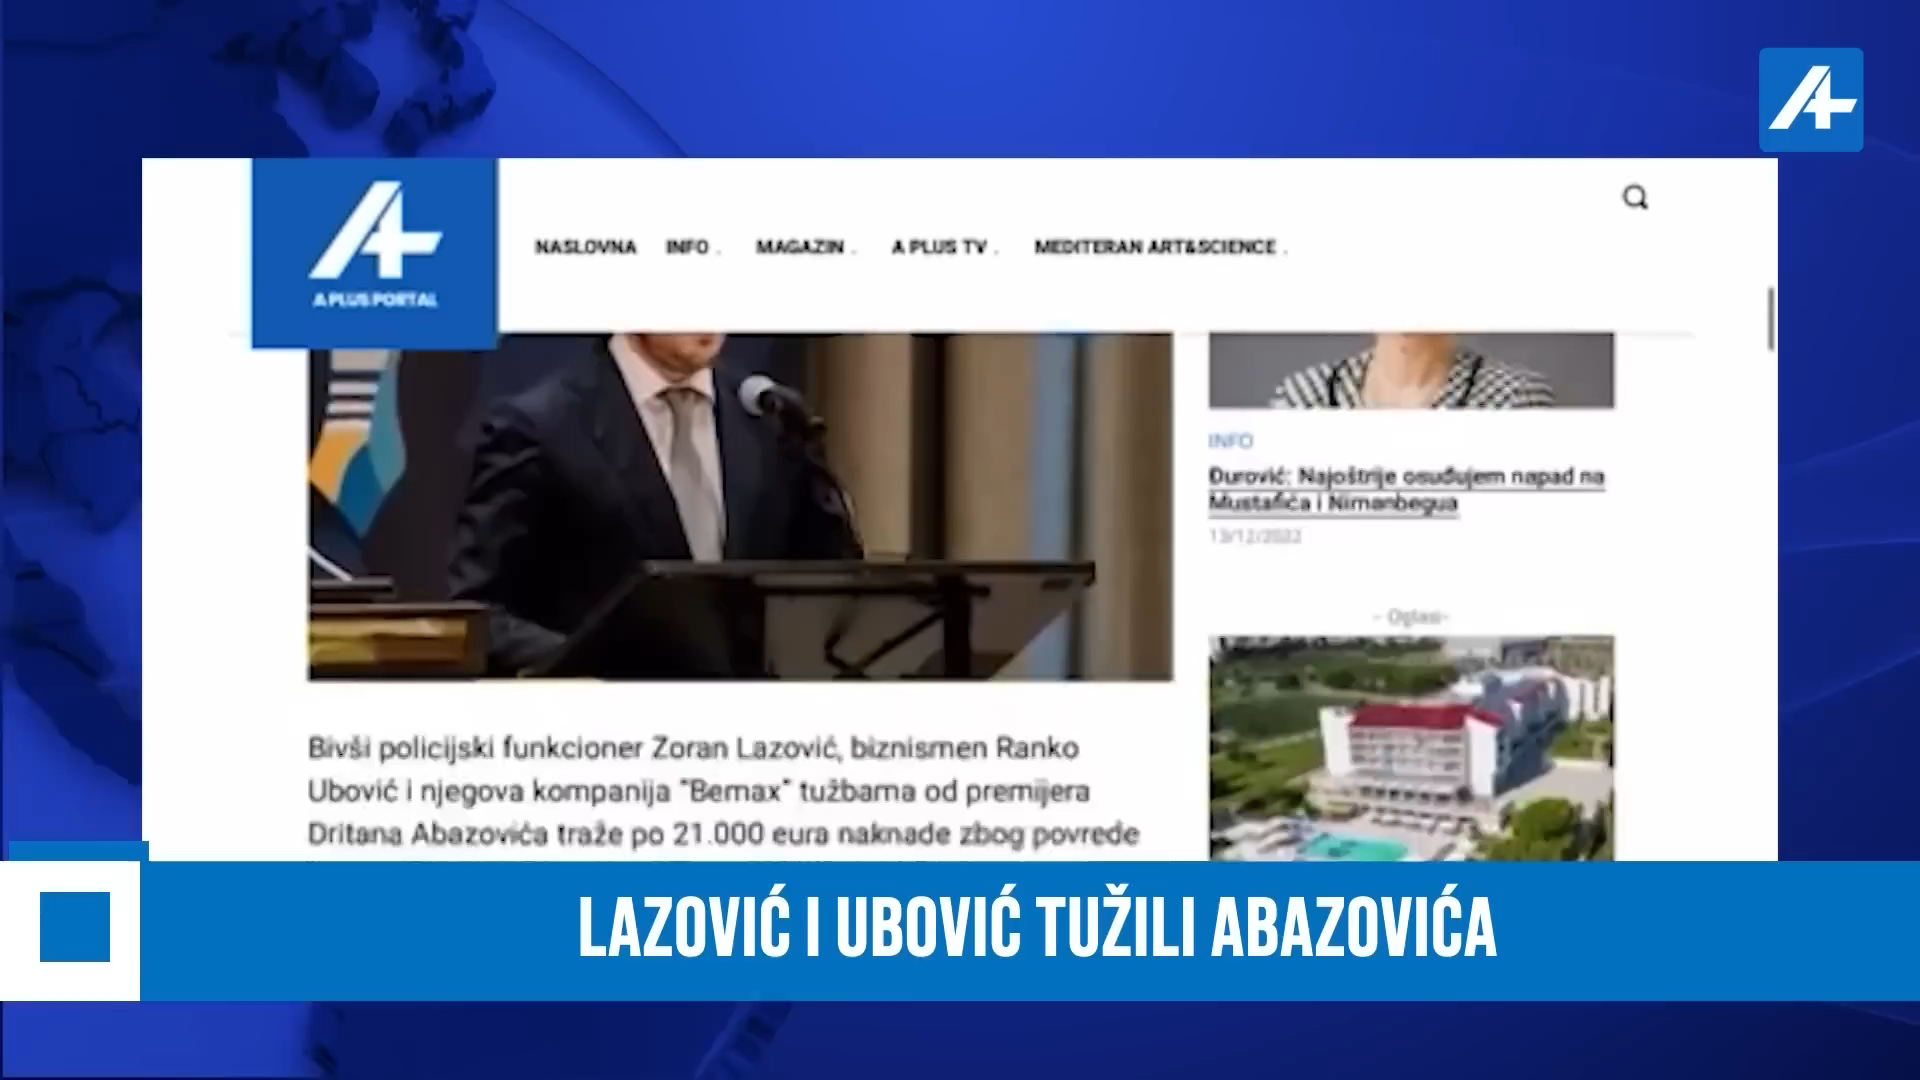 A PLUS PORTAL
NASLOVNA INFO MAGAZIN A PLUS TV MEDITERAN ART&SCIENCE
INFO
Đurović: Najoštrije osuđujem napad na
Mustafića i Nimanbegua
13/12/2022
- Oglasi-
Bivši policijski funkcioner Zoran Lazović, biznismen Ranko
Ubović i njegova kompanija "Bemax" tužbama od premijera
Dritana Abazovića traže po 21.000 eura naknade zbog povrede
LAZOVIĆ I UBOVIĆ TUŽILI ABAZOVIĆA